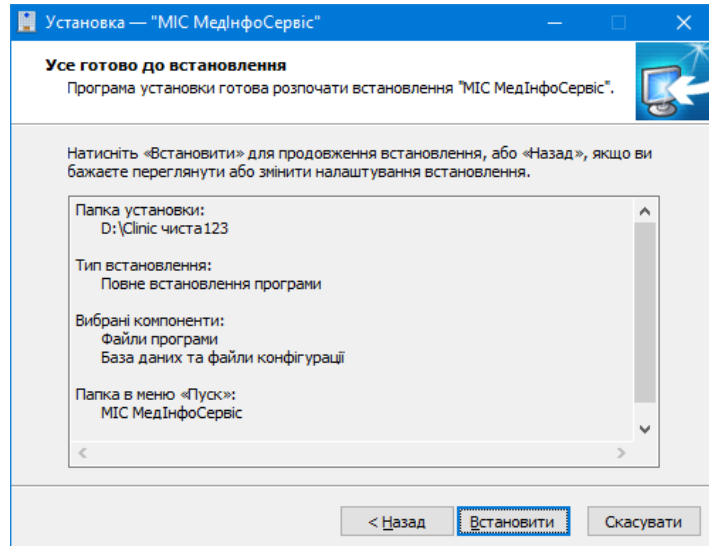 Установка — "МІС МедІнфоСервіс"
Усе готово до встановлення
Програма установки готова розпочати встановлення "МІС МедІнфоСервіс".
Натисніть «Встановити» для продовження встановлення, або «Назад», якщо ви
бажаєте переглянути або змінити налаштування встановлення.
Папка установки:
D:\Clinic чиста123
Тип встановлення:
Повне встановлення програми
Вибрані компоненти:
Файли програми
База даних та файли конфігурації
Папка в меню «Пуск»:
МІС МедІнфоСервіс
< Назад Встановити Скасувати